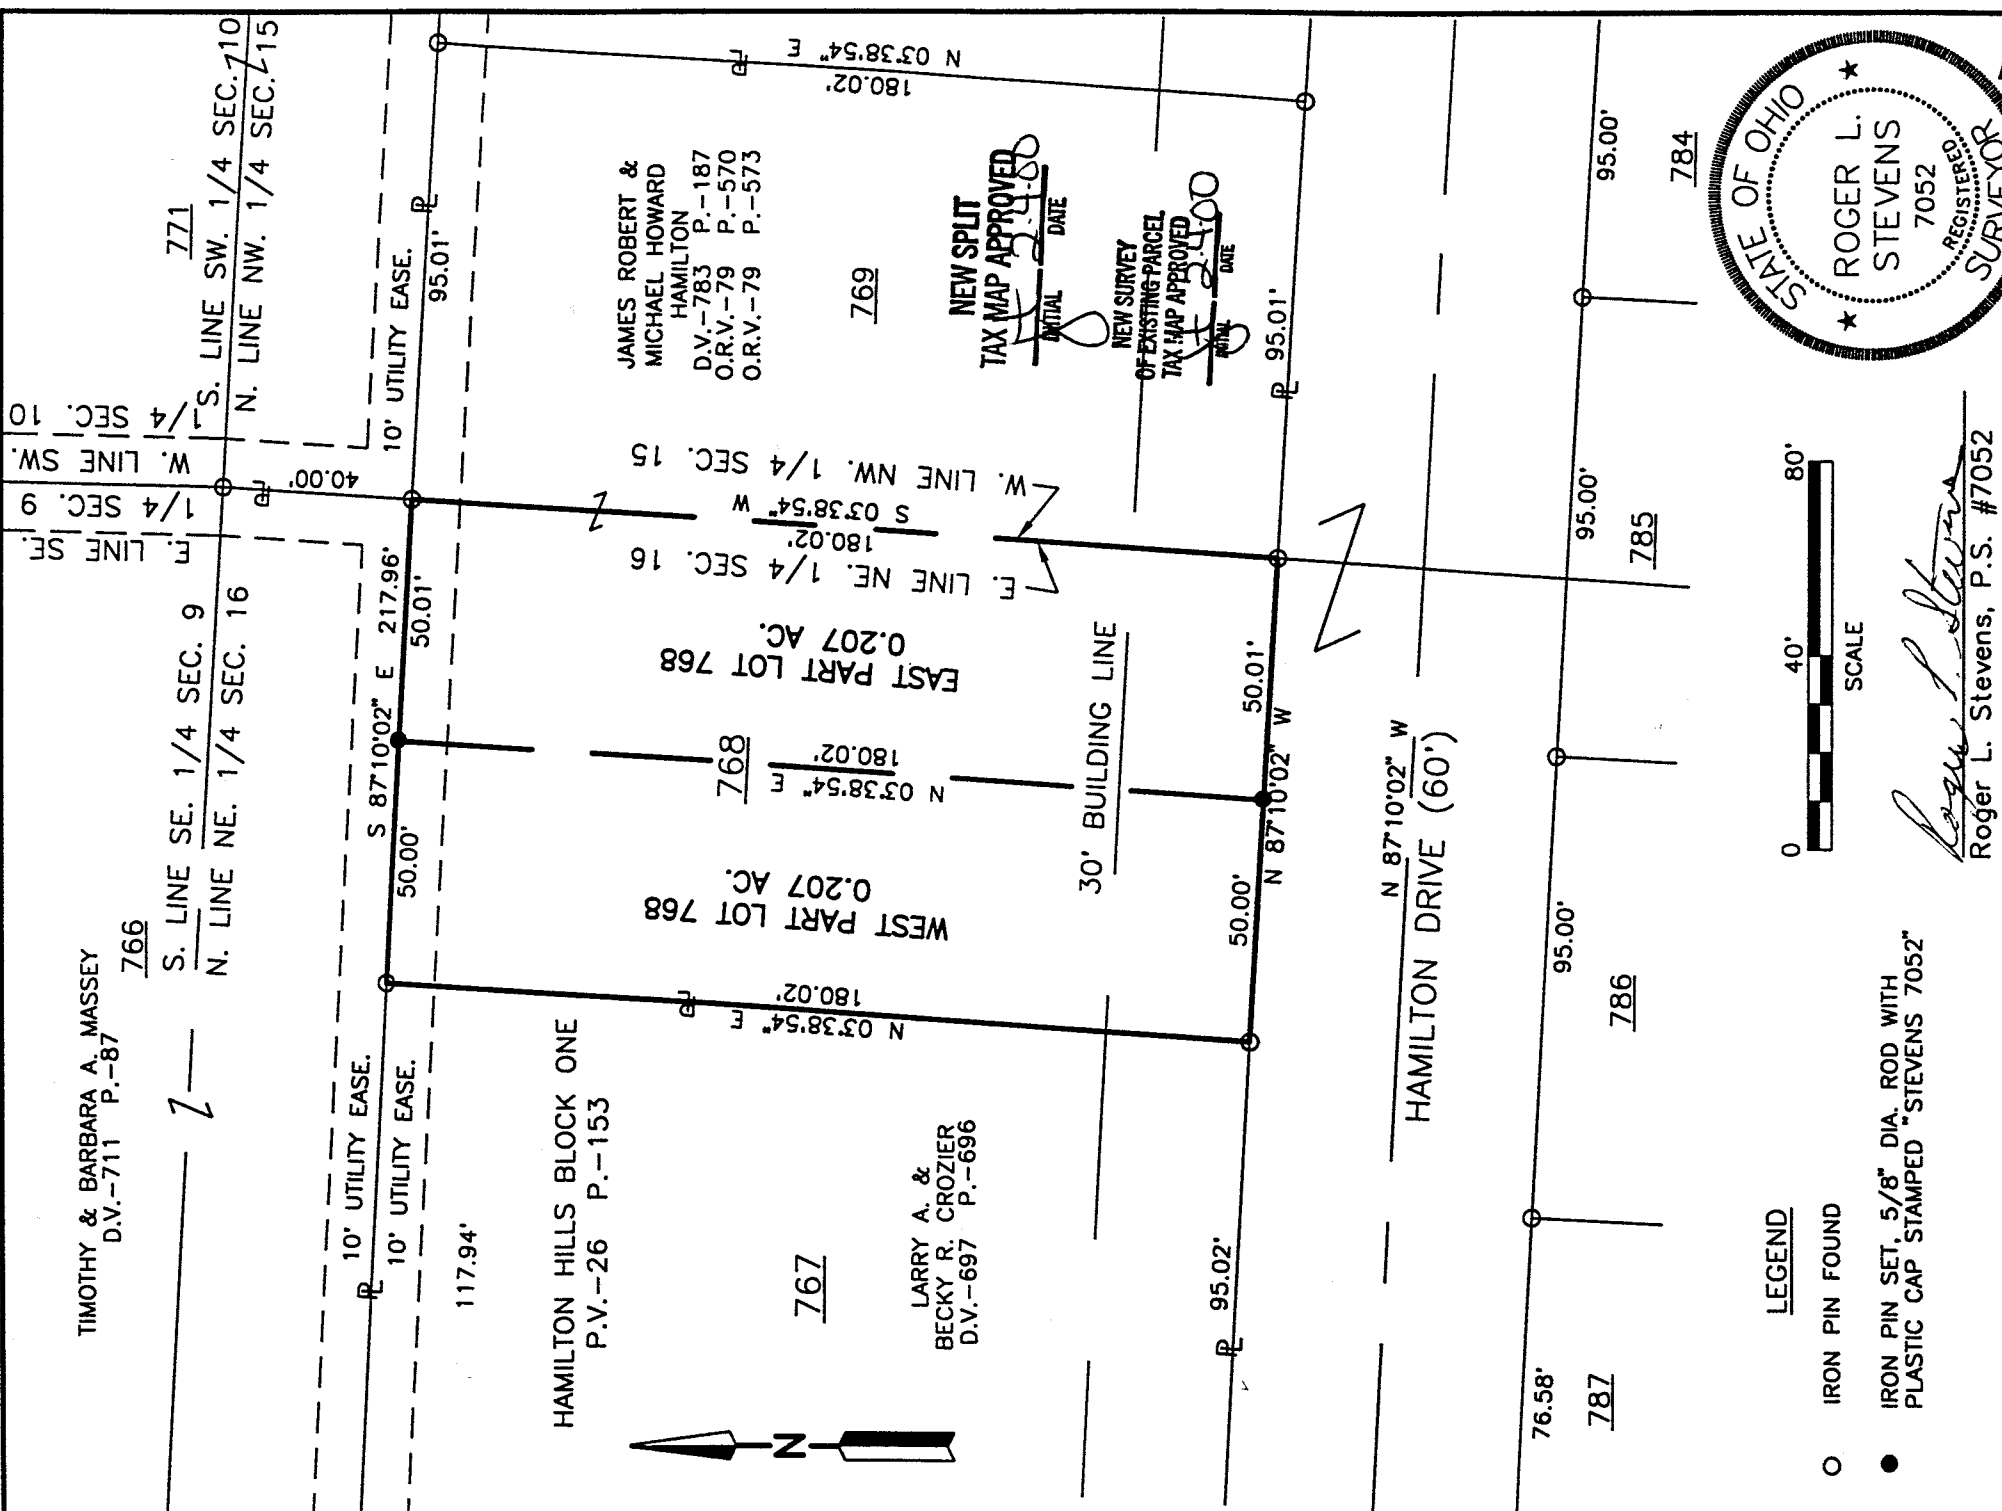 TIMOTHY & BARBARA A. MASSEY
D.V.-711 P.-87
766
S. LINE SE. 1/4 SEC. 9
N. LINE NE. 1/4 SEC. 16
E. LINE SE.
1/4 SEC. 9
W. LINE SW.
1/4 SEC. 10
771
S. LINE SW. 1/4 SEC. 10
N. LINE NW. 1/4 SEC. 15
40.00'
10' UTILITY EASE.
10' UTILITY EASE.
117.94'
S 87°10'02" E 217.96'
50.00'
50.01'
10' UTILITY EASE.
95.01'
HAMILTON HILLS BLOCK ONE
P.V.-26 P.-153
767
LARRY A. &
BECKY R. CROZIER
D.V.-697 P.-696
N 03°38'54" E
180.02'
WEST PART LOT 768
0.207 AC.
768
N 03°38'54" E
180.02'
EAST PART LOT 768
0.207 AC.
E. LINE NE. 1/4 SEC. 16
180.02'
S 03°38'54" W
W. LINE NW. 1/4 SEC. 15
30' BUILDING LINE
JAMES ROBERT &
MICHAEL HOWARD
HAMILTON
D.V.-783 P.-187
O.R.V.-79 P.-570
O.R.V.-79 P.-573
769
N 03°38'54" E
180.02'
NEW SPLIT
TAX MAP APPROVED
INITIAL DATE
NEW SURVEY
OF EXISTING PARCEL
TAX MAP APPROVED
2-4-00
INITIAL DATE
95.02'
50.00'
N 87°10'02" W
50.01'
95.01'
N 87°10'02" W
HAMILTON DRIVE (60')
76.58'
95.00'
95.00'
95.00'
787
786
785
784
LEGEND
IRON PIN FOUND
IRON PIN SET, 5/8" DIA. ROD WITH
PLASTIC CAP STAMPED "STEVENS 7052"
0 40' 80'
SCALE
Roger L. Stevens
Roger L. Stevens, P.S. #7052
STATE OF OHIO
ROGER L.
STEVENS
7052
REGISTERED
SURVEYOR
N